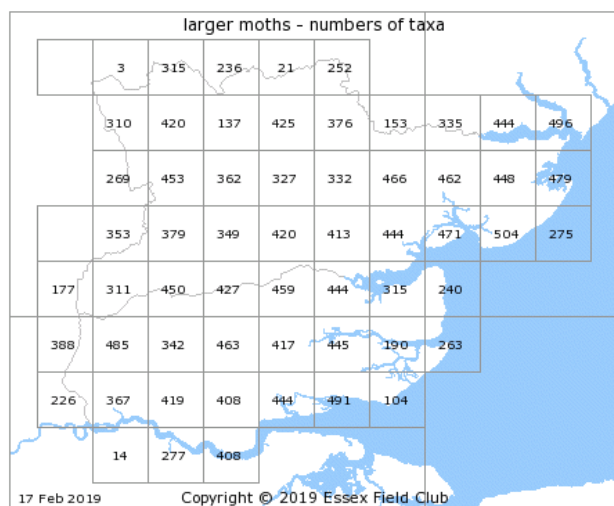 larger moths - numbers of taxa
3 315 236 21 252
310 420 137 425 376 153 335 444 496
269 453 362 327 332 466 462 448 479
353 379 349 420 413 444 471 504 275
177 311 450 427 459 444 315 240
388 485 342 463 417 445 190 263
226 367 419 408 444 491 104
14 277 408
17 Feb 2019 Copyright © 2019 Essex Field Club